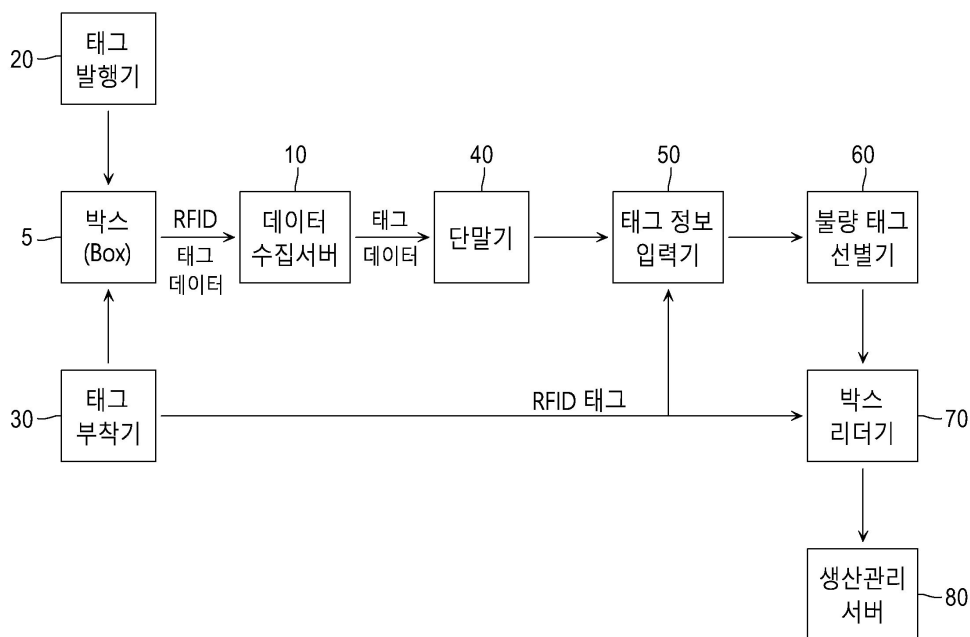 20
태그
발행기
10
40
50
60
5
박스
(Box)
RFID
태그
데이터
데이터
수집서버
태그
데이터
단말기
태그 정보
입력기
불량 태그
선별기
30
태그
부착기
RFID 태그
박스
리더기
70
생산관리
서버
80